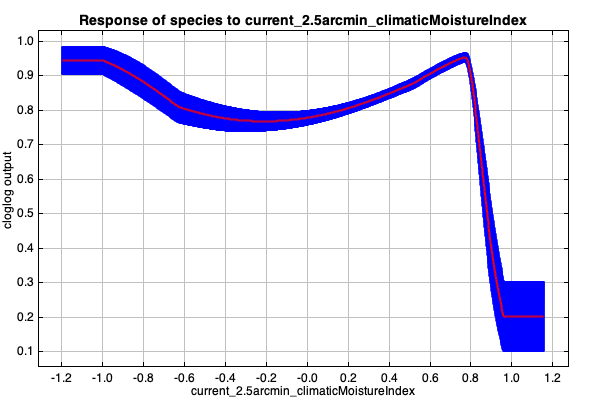 Response of species to current_2.5arcmin_climaticMoistureIndex
cloglog output
1.0
0.9
0.8
0.7
0.6
0.5
0.4
0.3
0.2
0.1
-1.2 -1.0 -0.8 -0.6 -0.4 -0.2 -0.0 0.2 0.4 0.6 0.8 1.0 1.2
current_2.5arcmin_climaticMoistureIndex